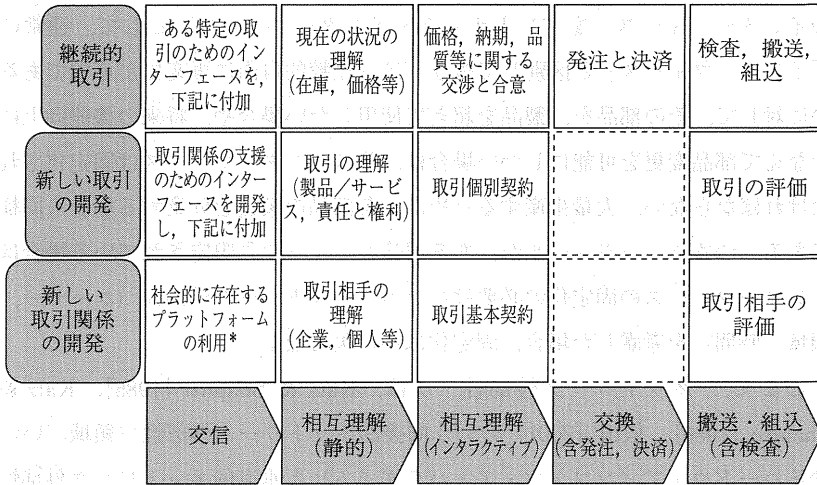 継続的
取引
ある特定の取
引のためのイン
ターフェースを,
下記に付加
現在の状況の
理解
(在庫, 価格等)
価格, 納期, 品
質等に関する
交渉と合意
発注と決済
検査, 搬送,
組込
新しい取引
の開発
取引関係の支援
のためのインター
フェースを開発
し, 下記に付加
取引の理解
(製品/サービ
ス, 責任と権利)
取引個別契約
取引の評価
新しい
取引関係
の開発
社会的に存在する
プラットフォーム
の利用*
取引相手の
理解
(企業, 個人等)
取引基本契約
取引相手の
評価
交信
相互理解
(静的)
相互理解
(インタラクティブ)
交換
(含発注, 決済)
搬送・組込
(含検査)